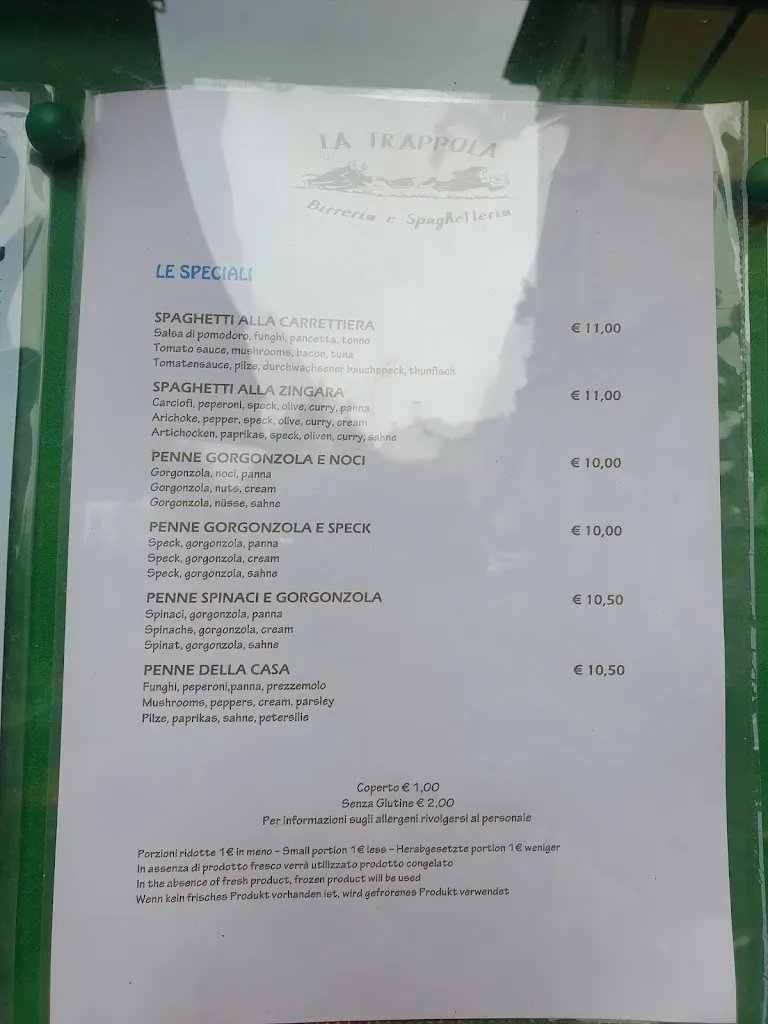 LA TRAPPOLA
Birreria e Spaghetteria
LE SPECIALI
SPAGHETTI ALLA CARRETTIERA € 11,00
Salsa di pomodoro, funghi, pancetta, tonno
Tomato sauce, mushrooms, bacon, tuna
Tomatensauce, pilze, durchwachsener bauchspeck, thunfisch
SPAGHETTI ALLA ZINGARA € 11,00
Carciofi, peperoni, speck, olive, curry, panna
Arichoke, pepper, speck, olive, curry, cream
Artichocken, paprikas, speck, oliven, curry, sahne
PENNE GORGONZOLA E NOCI € 10,00
Gorgonzola, noci, panna
Gorgonzola, nuts, cream
Gorgonzola, nüsse, sahne
PENNE GORGONZOLA E SPECK € 10,00
Speck, gorgonzola, panna
Speck, gorgonzola, cream
Speck, gorgonzola, sahne
PENNE SPINACI E GORGONZOLA € 10,50
Spinaci, gorgonzola, panna
Spinachs, gorgonzola, cream
Spinat, gorgonzola, sahne
PENNE DELLA CASA € 10,50
Funghi, peperoni,panna, prezzemolo
Mushrooms, peppers, cream, parsley
Pilze, paprikas, sahne, petersilie
Coperto € 1,00
Senza Glutine € 2,00
Per informazioni sugli allergeni rivolgersi al personale
Porzioni ridotte 1€ in meno – Small portion 1€ less – Herabgesetzte portion 1€ weniger
In assenza di prodotto fresco verrà utilizzato prodotto congelato
In the absence of fresh product, frozen product will be used
Wenn kein frisches Produkt vorhanden ist, wird gefrorenes Produkt verwendet